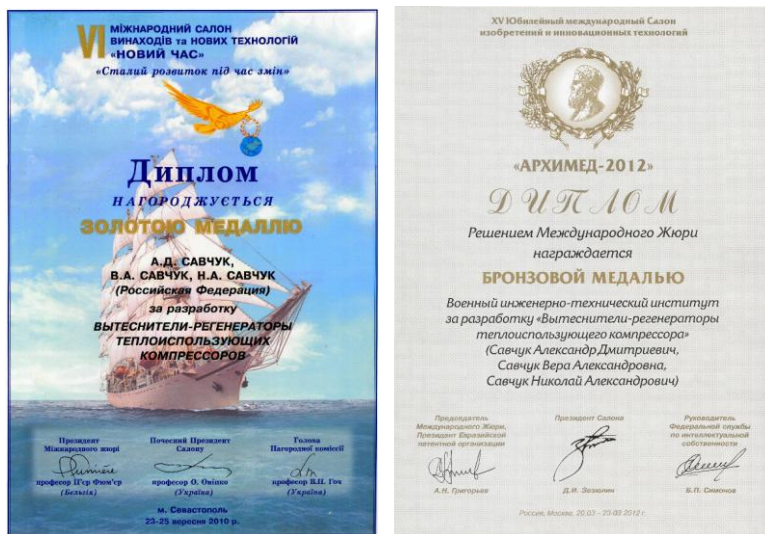 VI
МІЖНАРОДНИЙ САЛОН
ВИНАХОДІВ та НОВИХ ТЕХНОЛОГІЙ
«НОВИЙ ЧАС»
«Сталий розвиток під час змін»
Диплом
НАГОРОДЖУЄТЬСЯ
ЗОЛОТОЮ МЕДАЛЛЮ
А.Д. САВЧУК,
В.А. САВЧУК, Н.А. САВЧУК
(Российская Федерация)
за разработку
ВЫТЕСНИТЕЛИ-РЕГЕНЕРАТОРЫ
ТЕПЛОИСПОЛЬЗУЮЩИХ
КОМПРЕССОРОВ
Президент
Міжнародного журі
професор П'єр Фюм'єр
(Бельгія)
Почесний Президент
Салону
професор О. Оніпко
(Україна)
Голова
Нагородної комісії
професор В.П. Гоч
(Україна)
м. Севастополь
23-25 вересня 2010 р.
XV Юбилейный международный Салон
изобретений и инновационных технологий
«АРХИМЕД-2012»
ДИПЛОМ
Решением Международного Жюри
награждается
БРОНЗОВОЙ МЕДАЛЬЮ
Военный инженерно-технический институт
за разработку «Вытеснители-регенераторы
теплоиспользующего компрессора»
(Савчук Александр Дмитриевич,
Савчук Вера Александровна,
Савчук Николай Александрович)
Председатель
Международного Жюри,
Президент Евразийской
патентной организации
А.Н. Григорьев
Президент Салона
Д.И. Зезюлин
Руководитель
Федеральной службы
по интеллектуальной
собственности
Б.П. Симонов
Россия, Москва, 20.03 - 23.03 2012 г.